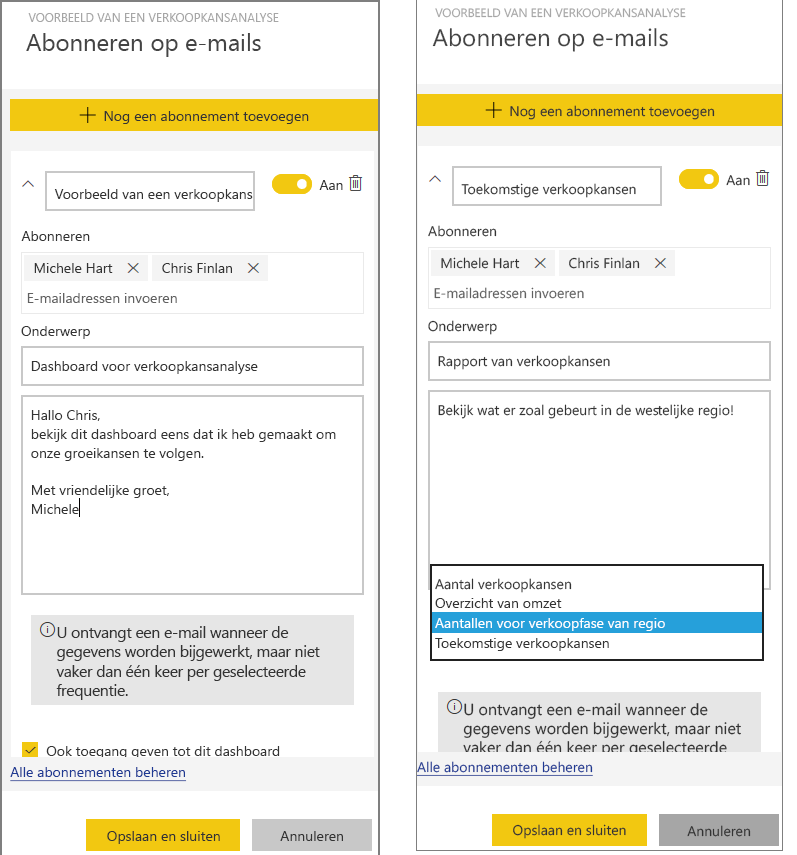 VOORBEELD VAN EEN VERKOOPKANSANALYSE
Abonneren op e-mails
Nog een abonnement toevoegen
Voorbeeld van een verkoopkans
Aan
Abonneren
Michele Hart
Chris Finlan
E-mailadressen invoeren
Onderwerp
Dashboard voor verkoopkansanalyse
Hallo Chris,
bekijk dit dashboard eens dat ik heb gemaakt om
onze groeikansen te volgen.
Met vriendelijke groet,
Michele
U ontvangt een e-mail wanneer de
gegevens worden bijgewerkt, maar niet
vaker dan één keer per geselecteerde
frequentie.
Ook toegang geven tot dit dashboard
Alle abonnementen beheren
Opslaan en sluiten
Annuleren
VOORBEELD VAN EEN VERKOOPKANSANALYSE
Abonneren op e-mails
Nog een abonnement toevoegen
Toekomstige verkoopkansen
Aan
Abonneren
Michele Hart
Chris Finlan
E-mailadressen invoeren
Onderwerp
Rapport van verkoopkansen
Bekijk wat er zoal gebeurt in de westelijke regio!
Aantal verkoopkansen
Overzicht van omzet
Aantallen voor verkoopfase van regio
Toekomstige verkoopkansen
U ontvangt een e-mail wanneer de
gegevens worden bijgewerkt, maar niet
vaker dan één keer per geselecteerde
Alle abonnementen beheren
Opslaan en sluiten
Annuleren